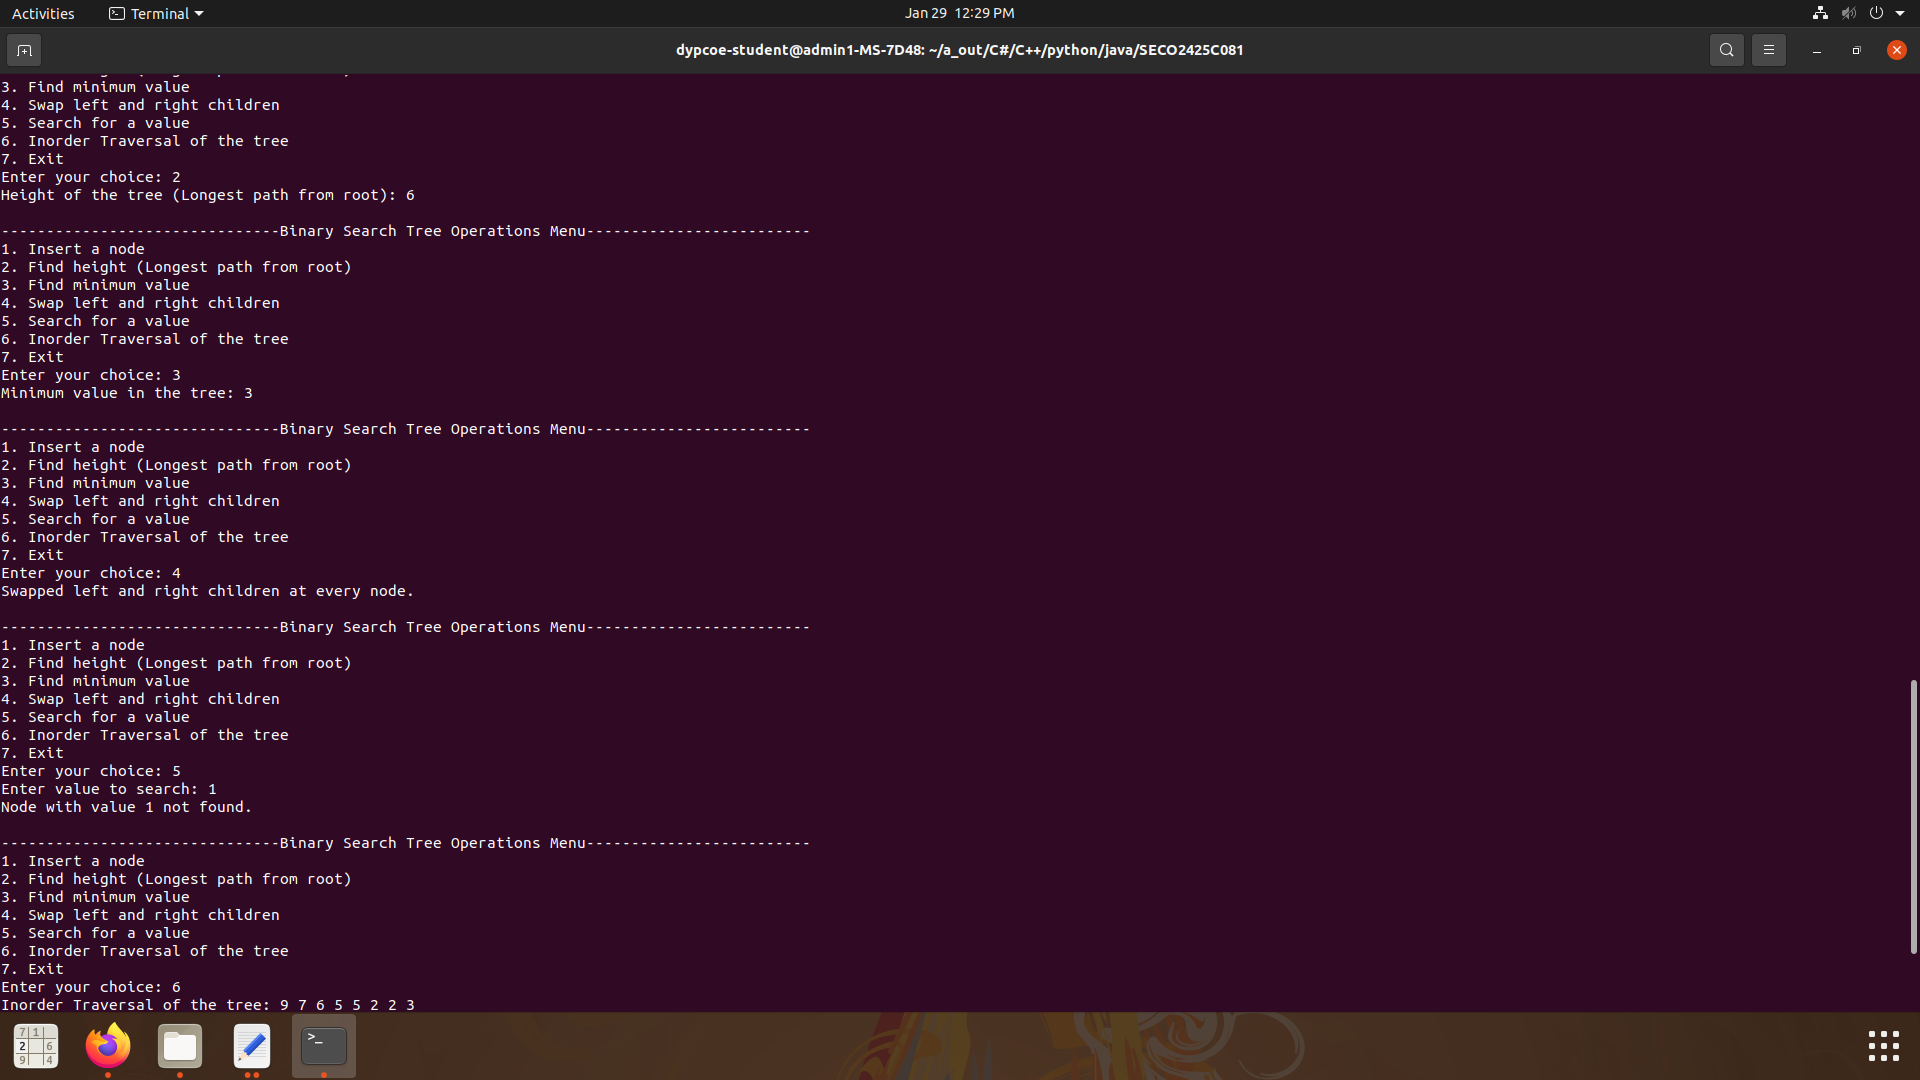 Activities
Terminal
Jan 29 12:29 PM
dypcoe-student@admin1-MS-7D48: ~/a_out/C#/C++/python/java/SECO2425C081
3. Find minimum value
4. Swap left and right children
5. Search for a value
6. Inorder Traversal of the tree
7. Exit
Enter your choice: 2
Height of the tree (Longest path from root): 6
-------------------------------Binary Search Tree Operations Menu-------------------------
1. Insert a node
2. Find height (Longest path from root)
3. Find minimum value
4. Swap left and right children
5. Search for a value
6. Inorder Traversal of the tree
7. Exit
Enter your choice: 3
Minimum value in the tree: 3
-------------------------------Binary Search Tree Operations Menu-------------------------
1. Insert a node
2. Find height (Longest path from root)
3. Find minimum value
4. Swap left and right children
5. Search for a value
6. Inorder Traversal of the tree
7. Exit
Enter your choice: 4
Swapped left and right children at every node.
-------------------------------Binary Search Tree Operations Menu-------------------------
1. Insert a node
2. Find height (Longest path from root)
3. Find minimum value
4. Swap left and right children
5. Search for a value
6. Inorder Traversal of the tree
7. Exit
Enter your choice: 5
Enter value to search: 1
Node with value 1 not found.
-------------------------------Binary Search Tree Operations Menu-------------------------
1. Insert a node
2. Find height (Longest path from root)
3. Find minimum value
4. Swap left and right children
5. Search for a value
6. Inorder Traversal of the tree
7. Exit
Enter your choice: 6
Inorder Traversal of the tree: 9 7 6 5 5 2 2 3
7 1
2 6
9 4
>_